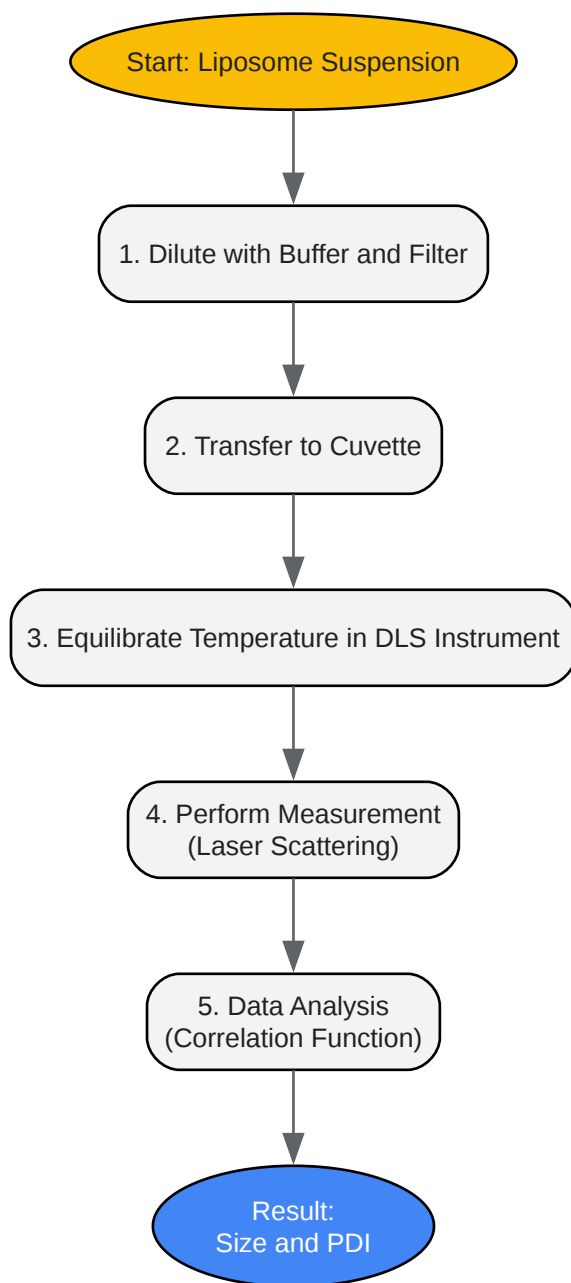 Start: Liposome Suspension
1. Dilute with Buffer and Filter
2. Transfer to Cuvette
3. Equilibrate Temperature in DLS Instrument
4. Perform Measurement
(Laser Scattering)
5. Data Analysis
(Correlation Function)
Result:
Size and PDI